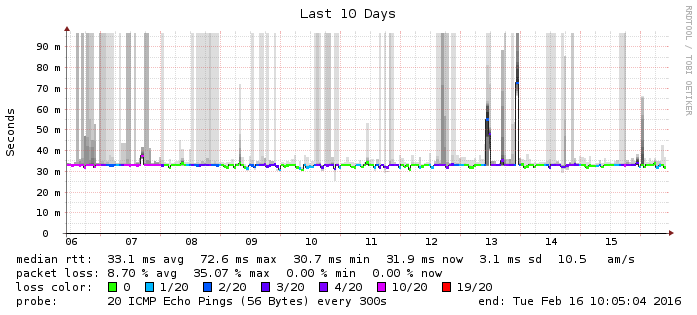 Last 10 Days
RRDTOOL / TOBI OETIKER
Seconds
90 m
80 m
70 m
60 m
50 m
40 m
30 m
20 m
10 m
0
06 07 08 09 10 11 12 13 14 15
median rtt: 33.1 ms avg 72.6 ms max 30.7 ms min 31.9 ms now 3.1 ms sd 10.5 am/s
packet loss: 8.70 % avg 35.07 % max 0.00 % min 0.00 % now
loss color: 0 1/20 2/20 3/20 4/20 10/20 19/20
probe: 20 ICMP Echo Pings (56 Bytes) every 300s end: Tue Feb 16 10:05:04 2016